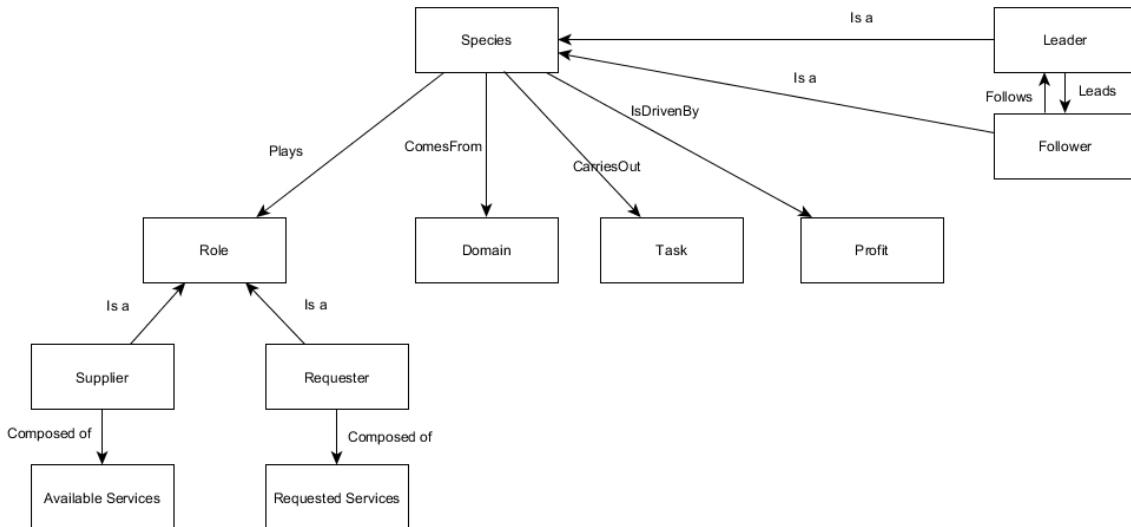 Is a
Species
Leader
Is a
Follows
Leads
IsDrivenBy
Plays
ComesFrom
CarriesOut
Follower
Role
Domain
Task
Profit
Is a
Is a
Supplier
Requester
Composed of
Composed of
Available Services
Requested Services